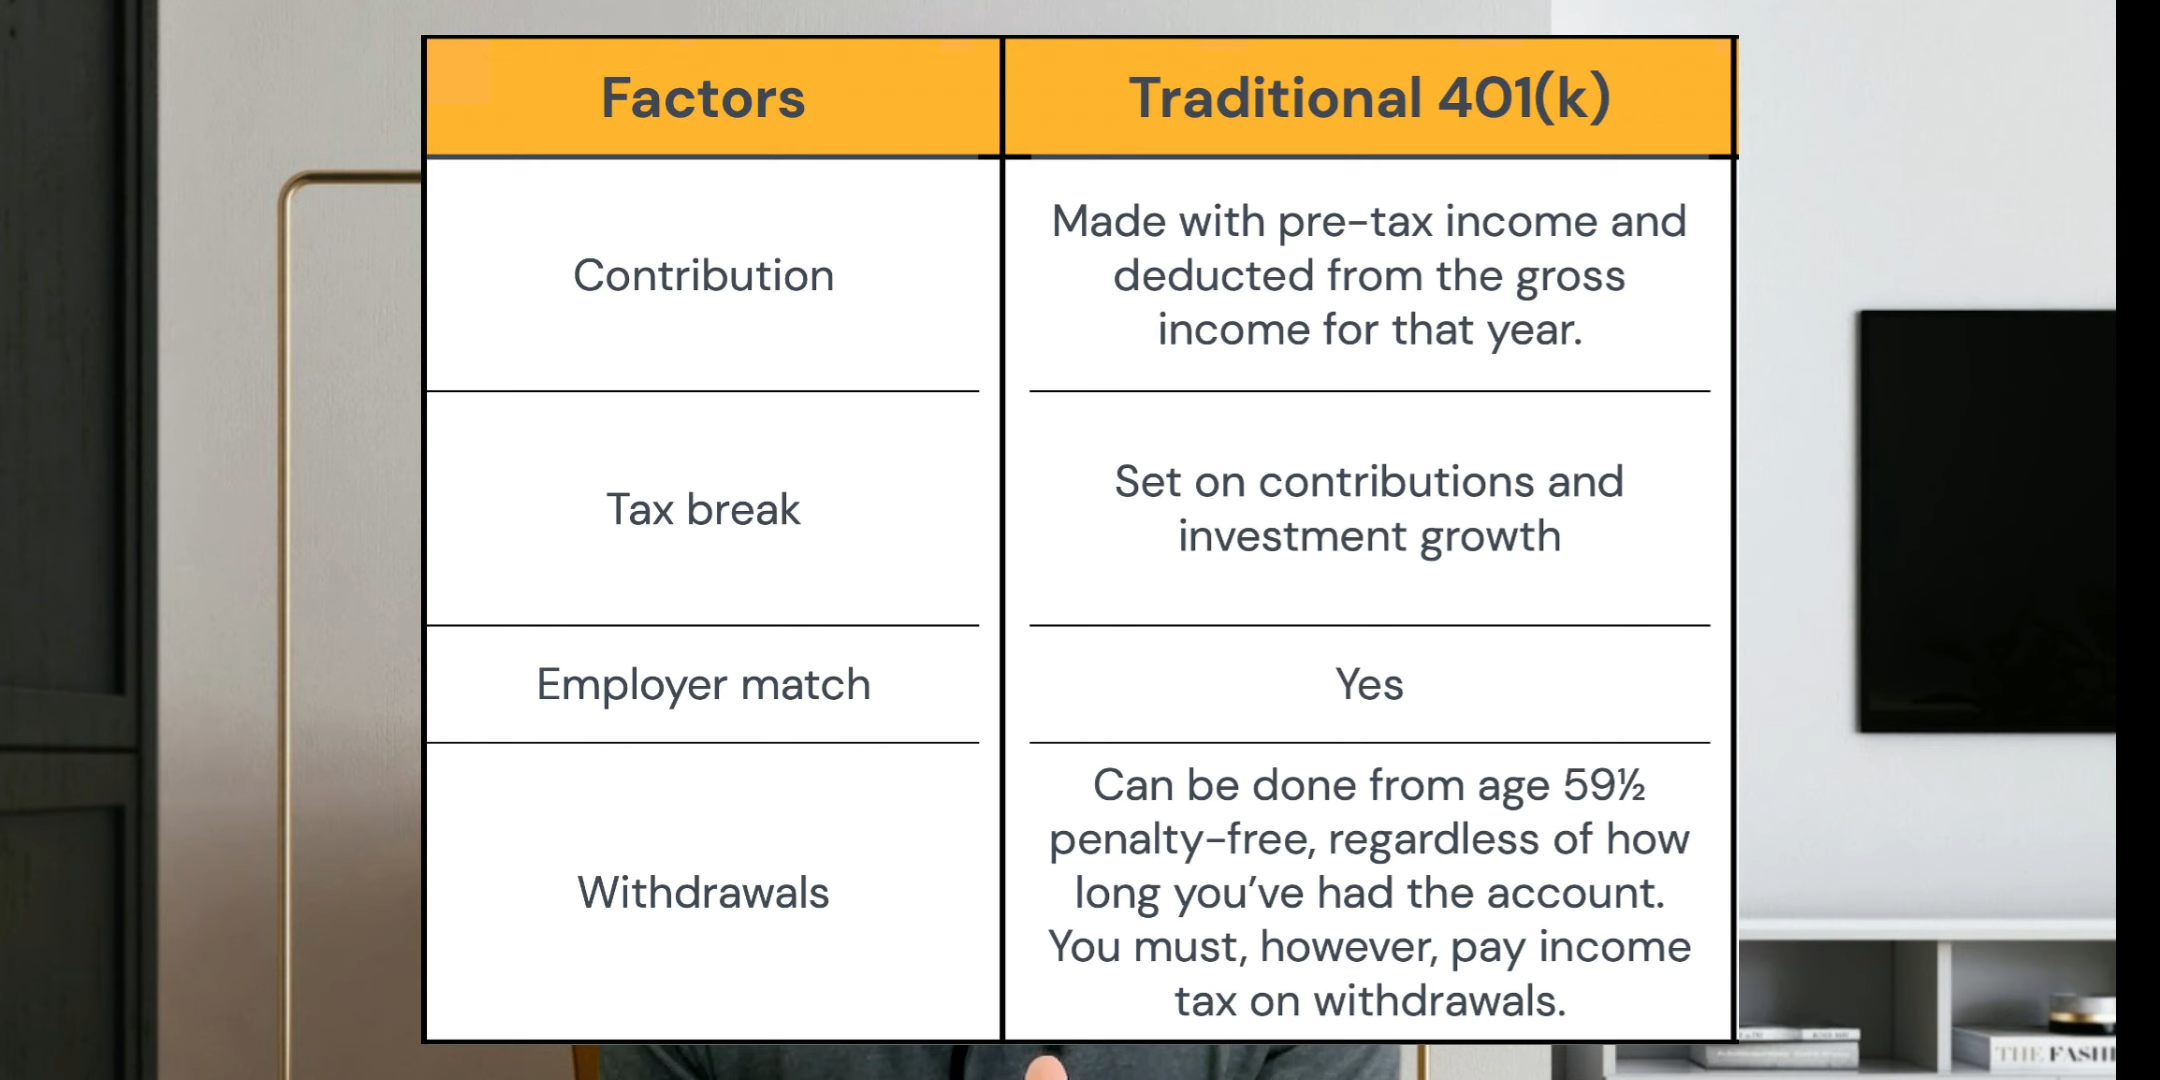 Factors
Traditional 401(k)
Contribution
Made with pre-tax income and
deducted from the gross
income for that year.
Tax break
Set on contributions and
investment growth
Employer match
Yes
Withdrawals
Can be done from age 59½
penalty-free, regardless of how
long you’ve had the account.
You must, however, pay income
tax on withdrawals.
THE FASHI